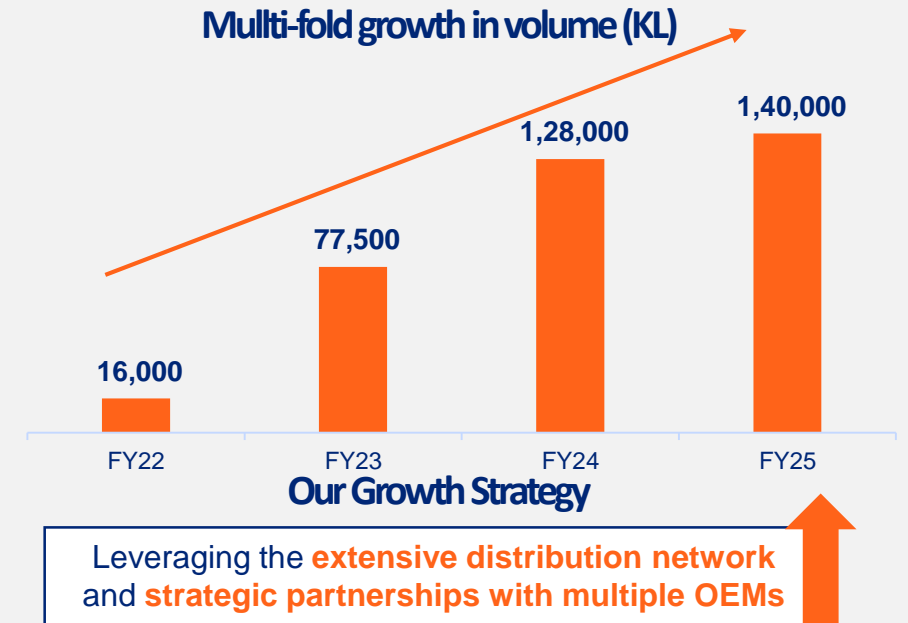 Mullti-fold growth in volume (KL)
1,40,000
1,28,000
77,500
16,000
FY22 FY23 FY24 FY25
Our Growth Strategy
Leveraging the extensive distribution network
and strategic partnerships with multiple OEMs